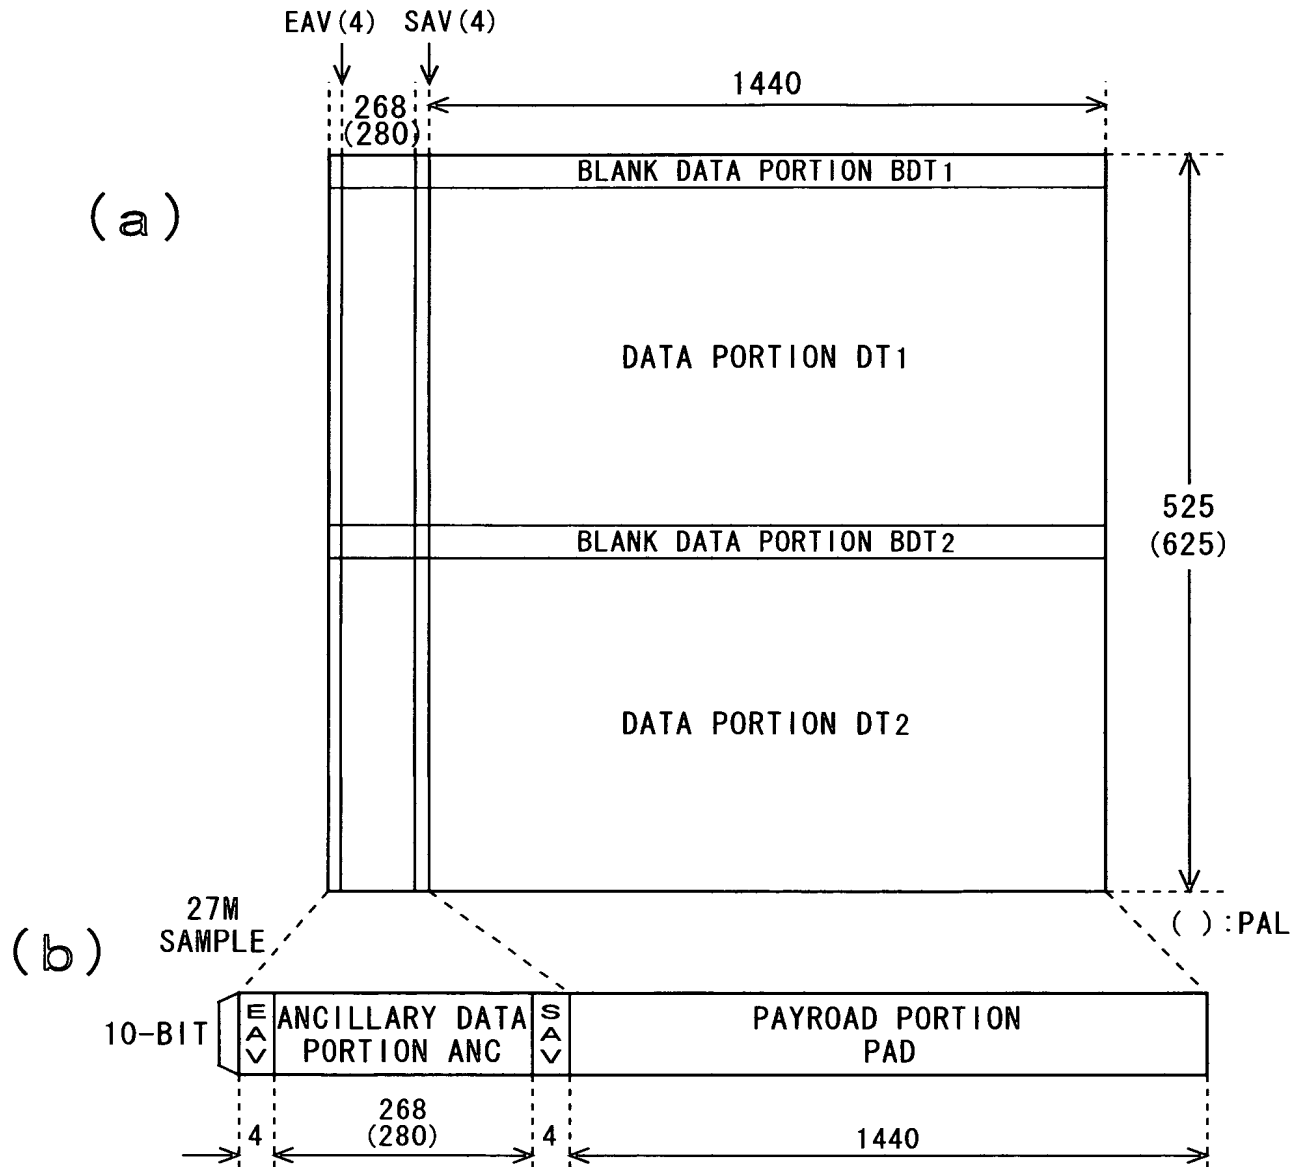 EAV(4) SAV(4)
1440
268
(280)
BLANK DATA PORTION BDT1
(a)
DATA PORTION DT1
525
(625)
BLANK DATA PORTION BDT2
DATA PORTION DT2
27M
SAMPLE
( ):PAL
(b)
10-BIT
EAV
ANCILLARY DATA
PORTION ANC
SAV
PAYROAD PORTION
PAD
4
268
(280)
4
1440